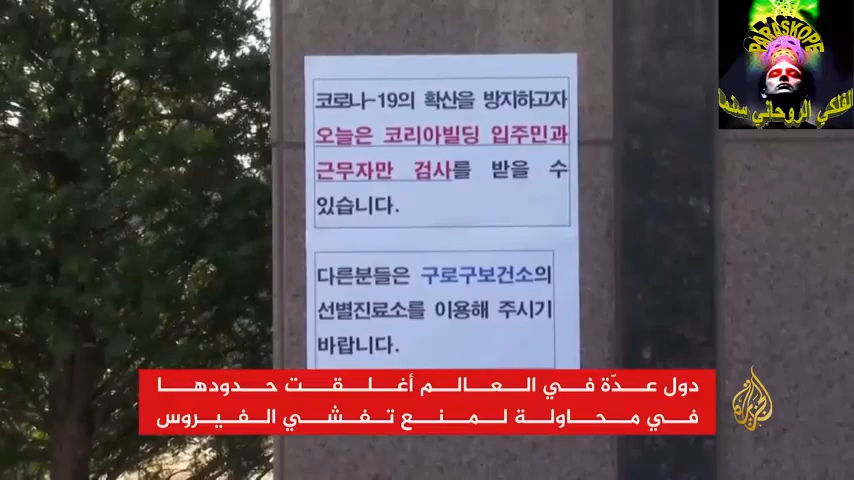 PARASKOPE
الفلكي الروحاني سنما
코로나-19의 확산을 방지하고자
오늘은 코리아빌딩 입주민과
근무자만 검사를 받을 수
있습니다.
다른분들은 구로구보건소의
선별진료소를 이용해 주시기
바랍니다.
دول عدّة في العالم أغلقت حدودها
في محاولة لمنع تفشي الفيروس
الجزيرة